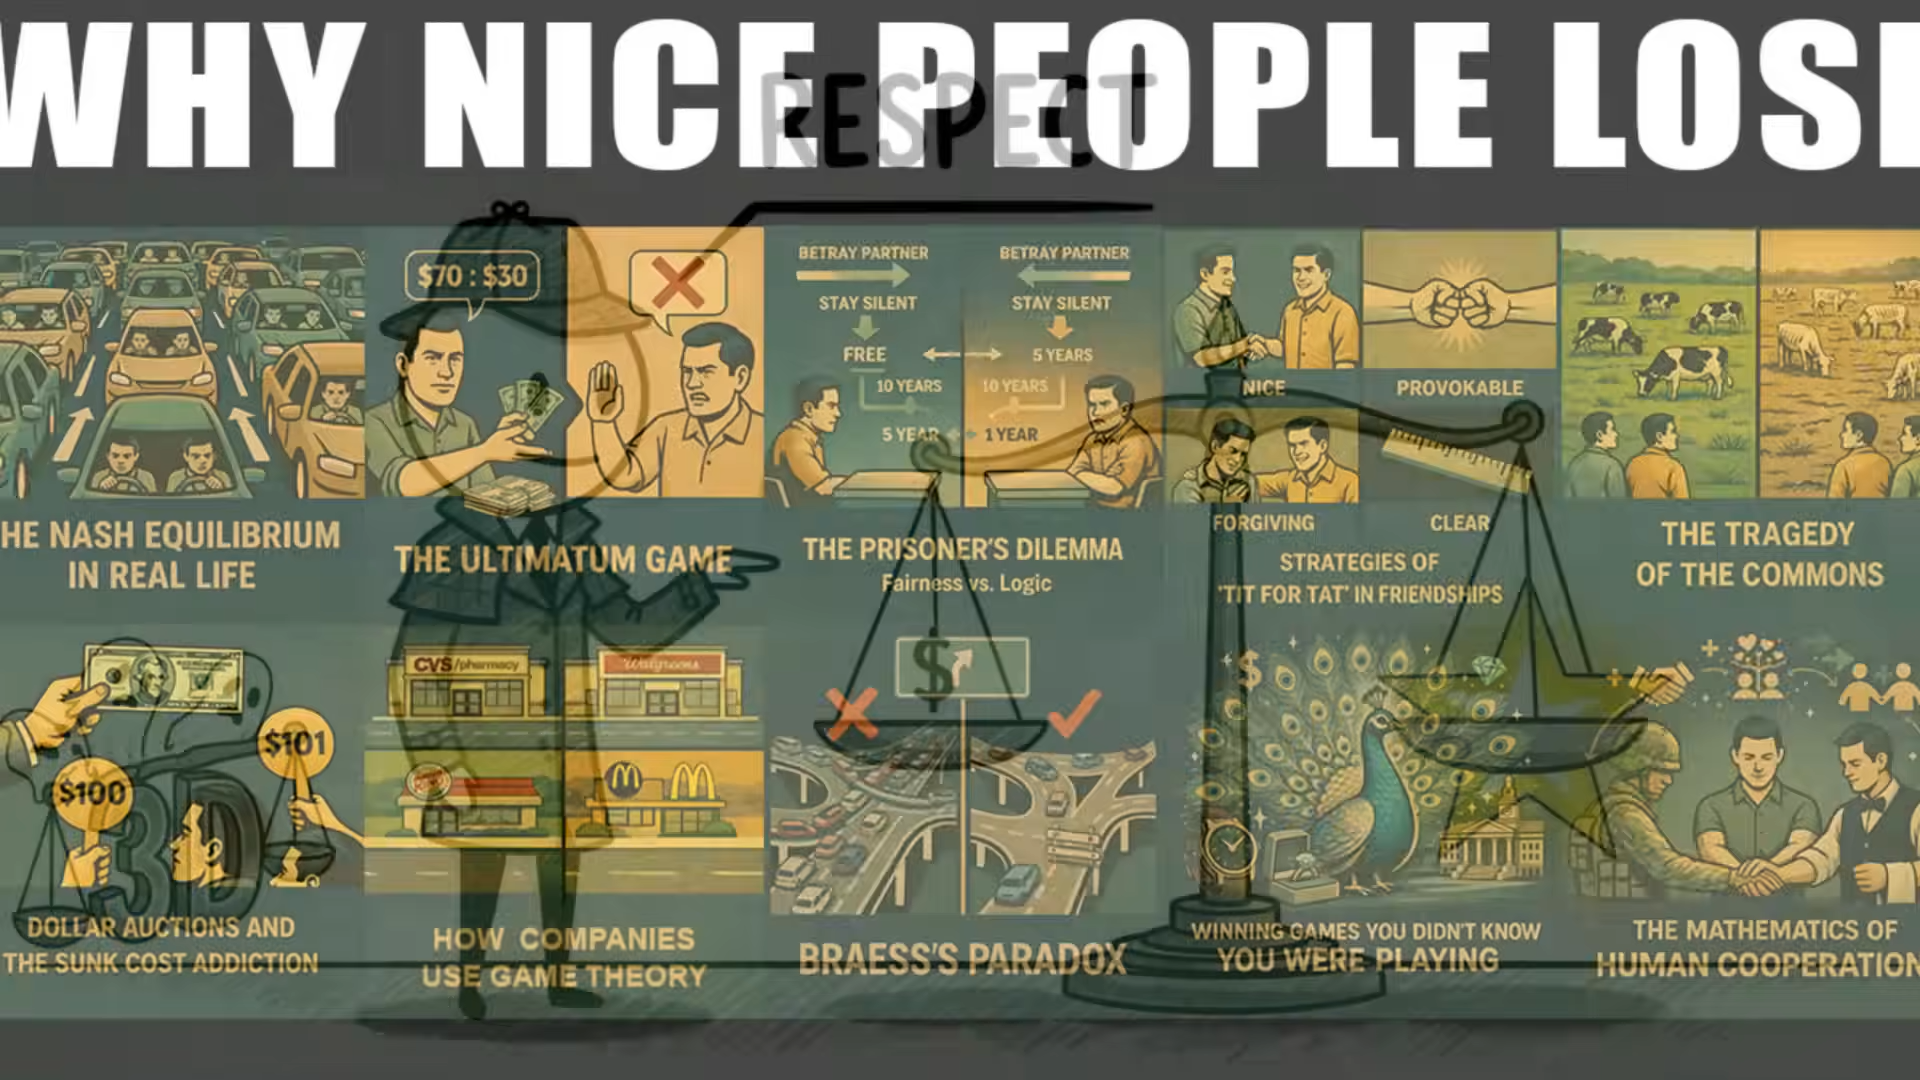 WHY NICE PEOPLE LOSE
RESPECT
$70 : $30
BETRAY PARTNER
BETRAY PARTNER
STAY SILENT
STAY SILENT
FREE
5 YEARS
10 YEARS
10 YEARS
5 YEAR
1 YEAR
NICE
PROVOKABLE
FORGIVING
CLEAR
HE NASH EQUILIBRIUM
IN REAL LIFE
THE ULTIMATUM GAME
THE PRISONER'S DILEMMA
Fairness vs. Logic
STRATEGIES OF
'TIT FOR TAT' IN FRIENDSHIPS
THE TRAGEDY
OF THE COMMONS
$100
$101
3D
CVS/pharmacy
Walgreens
$
$
DOLLAR AUCTIONS AND
THE SUNK COST ADDICTION
HOW COMPANIES
USE GAME THEORY
BRAESS'S PARADOX
WINNING GAMES YOU DIDN'T KNOW
YOU WERE PLAYING
THE MATHEMATICS OF
HUMAN COOPERATION